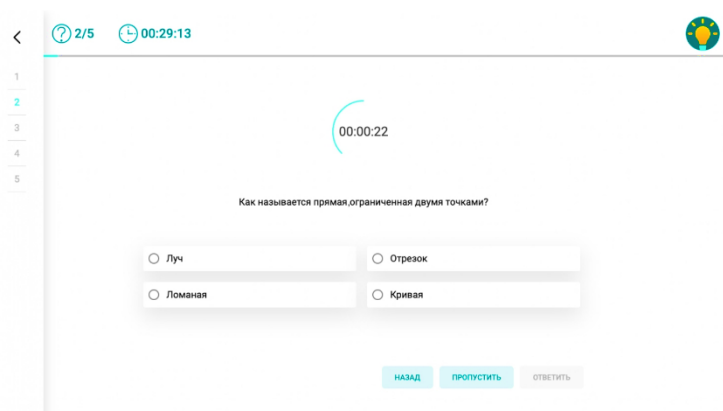 2/5 00:29:13
1
2
3
4
5
00:00:22
Как называется прямая,ограниченная двумя точками?
Луч Отрезок
Ломаная Кривая
НАЗАД ПРОПУСТИТЬ ОТВЕТИТЬ